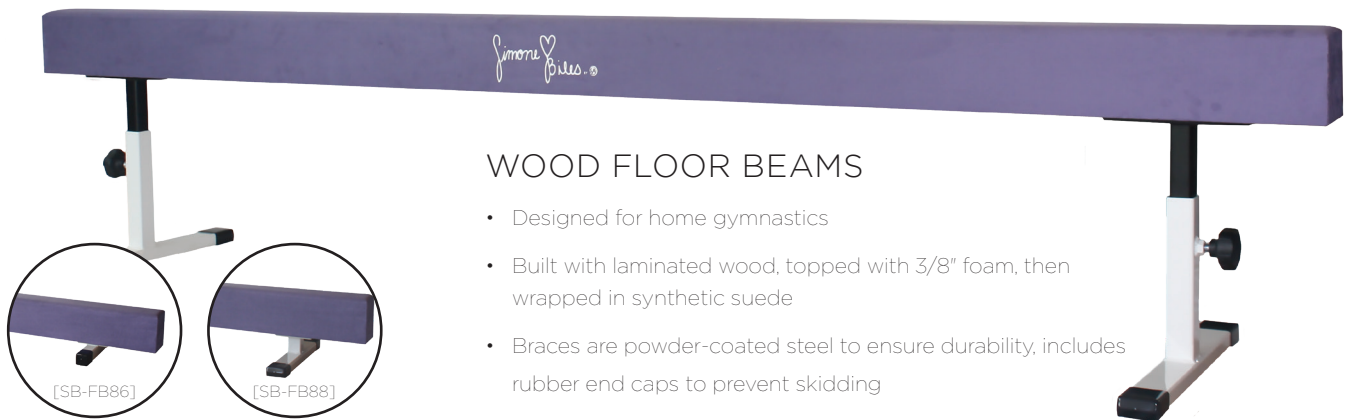 Simone Biles
WOOD FLOOR BEAMS
• Designed for home gymnastics
• Built with laminated wood, topped with 3/8" foam, then
wrapped in synthetic suede
• Braces are powder-coated steel to ensure durability, includes
rubber end caps to prevent skidding
[SB-FB86]
[SB-FB88]